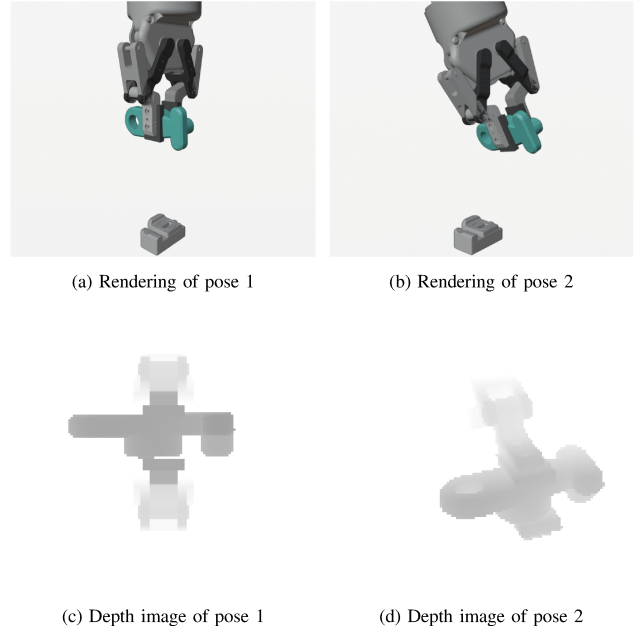 (a) Rendering of pose 1
(b) Rendering of pose 2
(c) Depth image of pose 1
(d) Depth image of pose 2